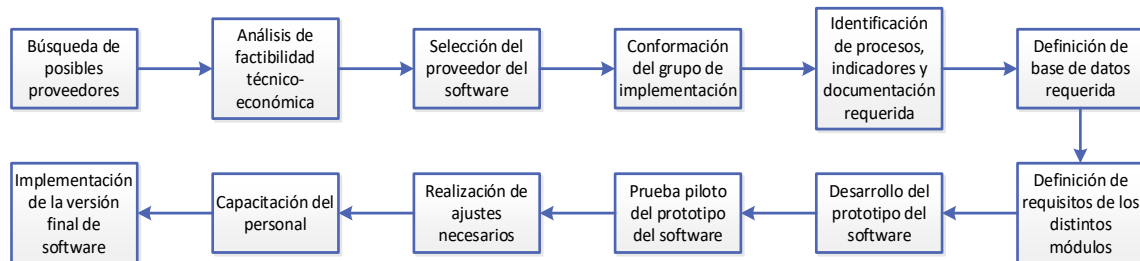 Búsqueda de
posibles
proveedores
Análisis de
factibilidad
técnico-
económica
Selección del
proveedor del
software
Conformación
del grupo de
implementación
Identificación
de procesos,
indicadores y
documentación
requerida
Definición de
base de datos
requerida
Definición de
requisitos de los
distintos
módulos
Desarrollo del
prototipo del
software
Prueba piloto
del prototipo
del software
Realización de
ajustes
necesarios
Capacitación del
personal
Implementación
de la versión
final de
software